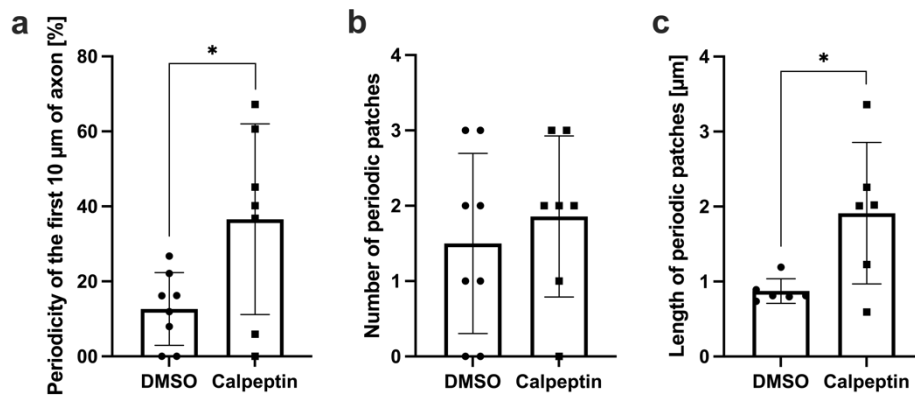 a
Periodicity of the first 10 µm of axon [%]
80
60
40
20
00
*
DMSO
Calpeptin
b
Number of periodic patches
4
3
2
1
0
DMSO
Calpeptin
c
Length of periodic patches [µm]
4
3
2
1
0
*
DMSO
Calpeptin